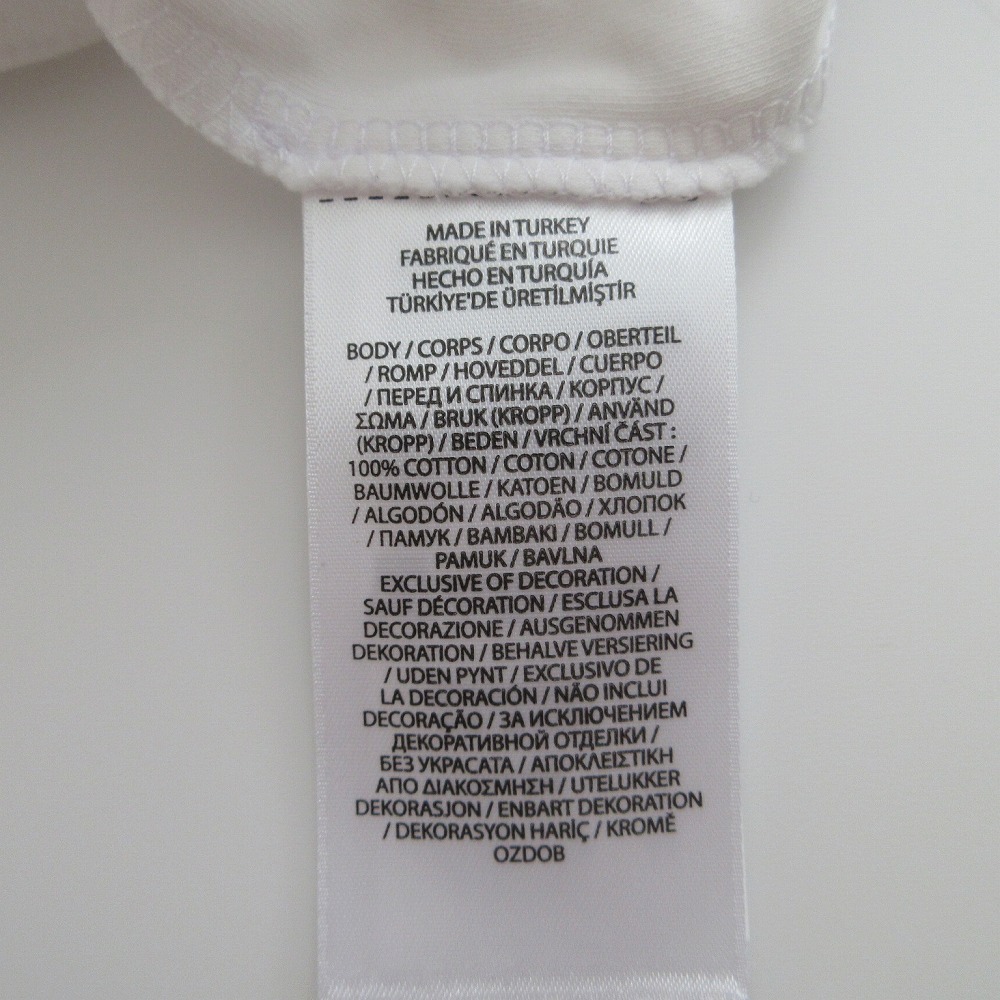 MADE IN TURKEY
FABRIQUÉ EN TURQUIE
HECHO EN TURQUÍA
TÜRKİYE'DE ÜRETİLMİŞTİR
BODY / CORPS / CORPO / OBERTEIL
/ ROMP / HOVEDDEL / CUERPO
/ ПЕРЕД И СПИНКА / КОРПУС /
ΣΩΜΑ / BRUK (KROPP) / ANVÄND
(KROPP) / BEDEN / VRCHNÍ ČÁST :
100% COTTON / COTON / COTONE /
BAUMWOLLE / KATOEN / BOMULD
/ ALGODÓN / ALGODÃO / ХЛОПОК
/ ПАМУК / ΒΑΜΒΑΚΙ / BOMULL /
PAMUK / BAVLNA
EXCLUSIVE OF DECORATION /
SAUF DÉCORATION / ESCLUSA LA
DECORAZIONE / AUSGENOMMEN
DEKORATION / BEHALVE VERSIERING
/ UDEN PYNT / EXCLUSIVO DE
LA DECORACIÓN / NÃO INCLUI
DECORAÇÃO / ЗА ИСКЛЮЧЕНИЕМ
ДЕКОРАТИВНОЙ ОТДЕЛКИ /
БЕЗ УКРАСАТА / ΑΠΟΚΛΕΙΣΤΙΚΗ
ΑΠΟ ΔΙΑΚΟΣΜΗΣΗ / UTELUKKER
DEKORASJON / ENBART DEKORATION
/ DEKORASYON HARİÇ / KROMĚ
OZDOB